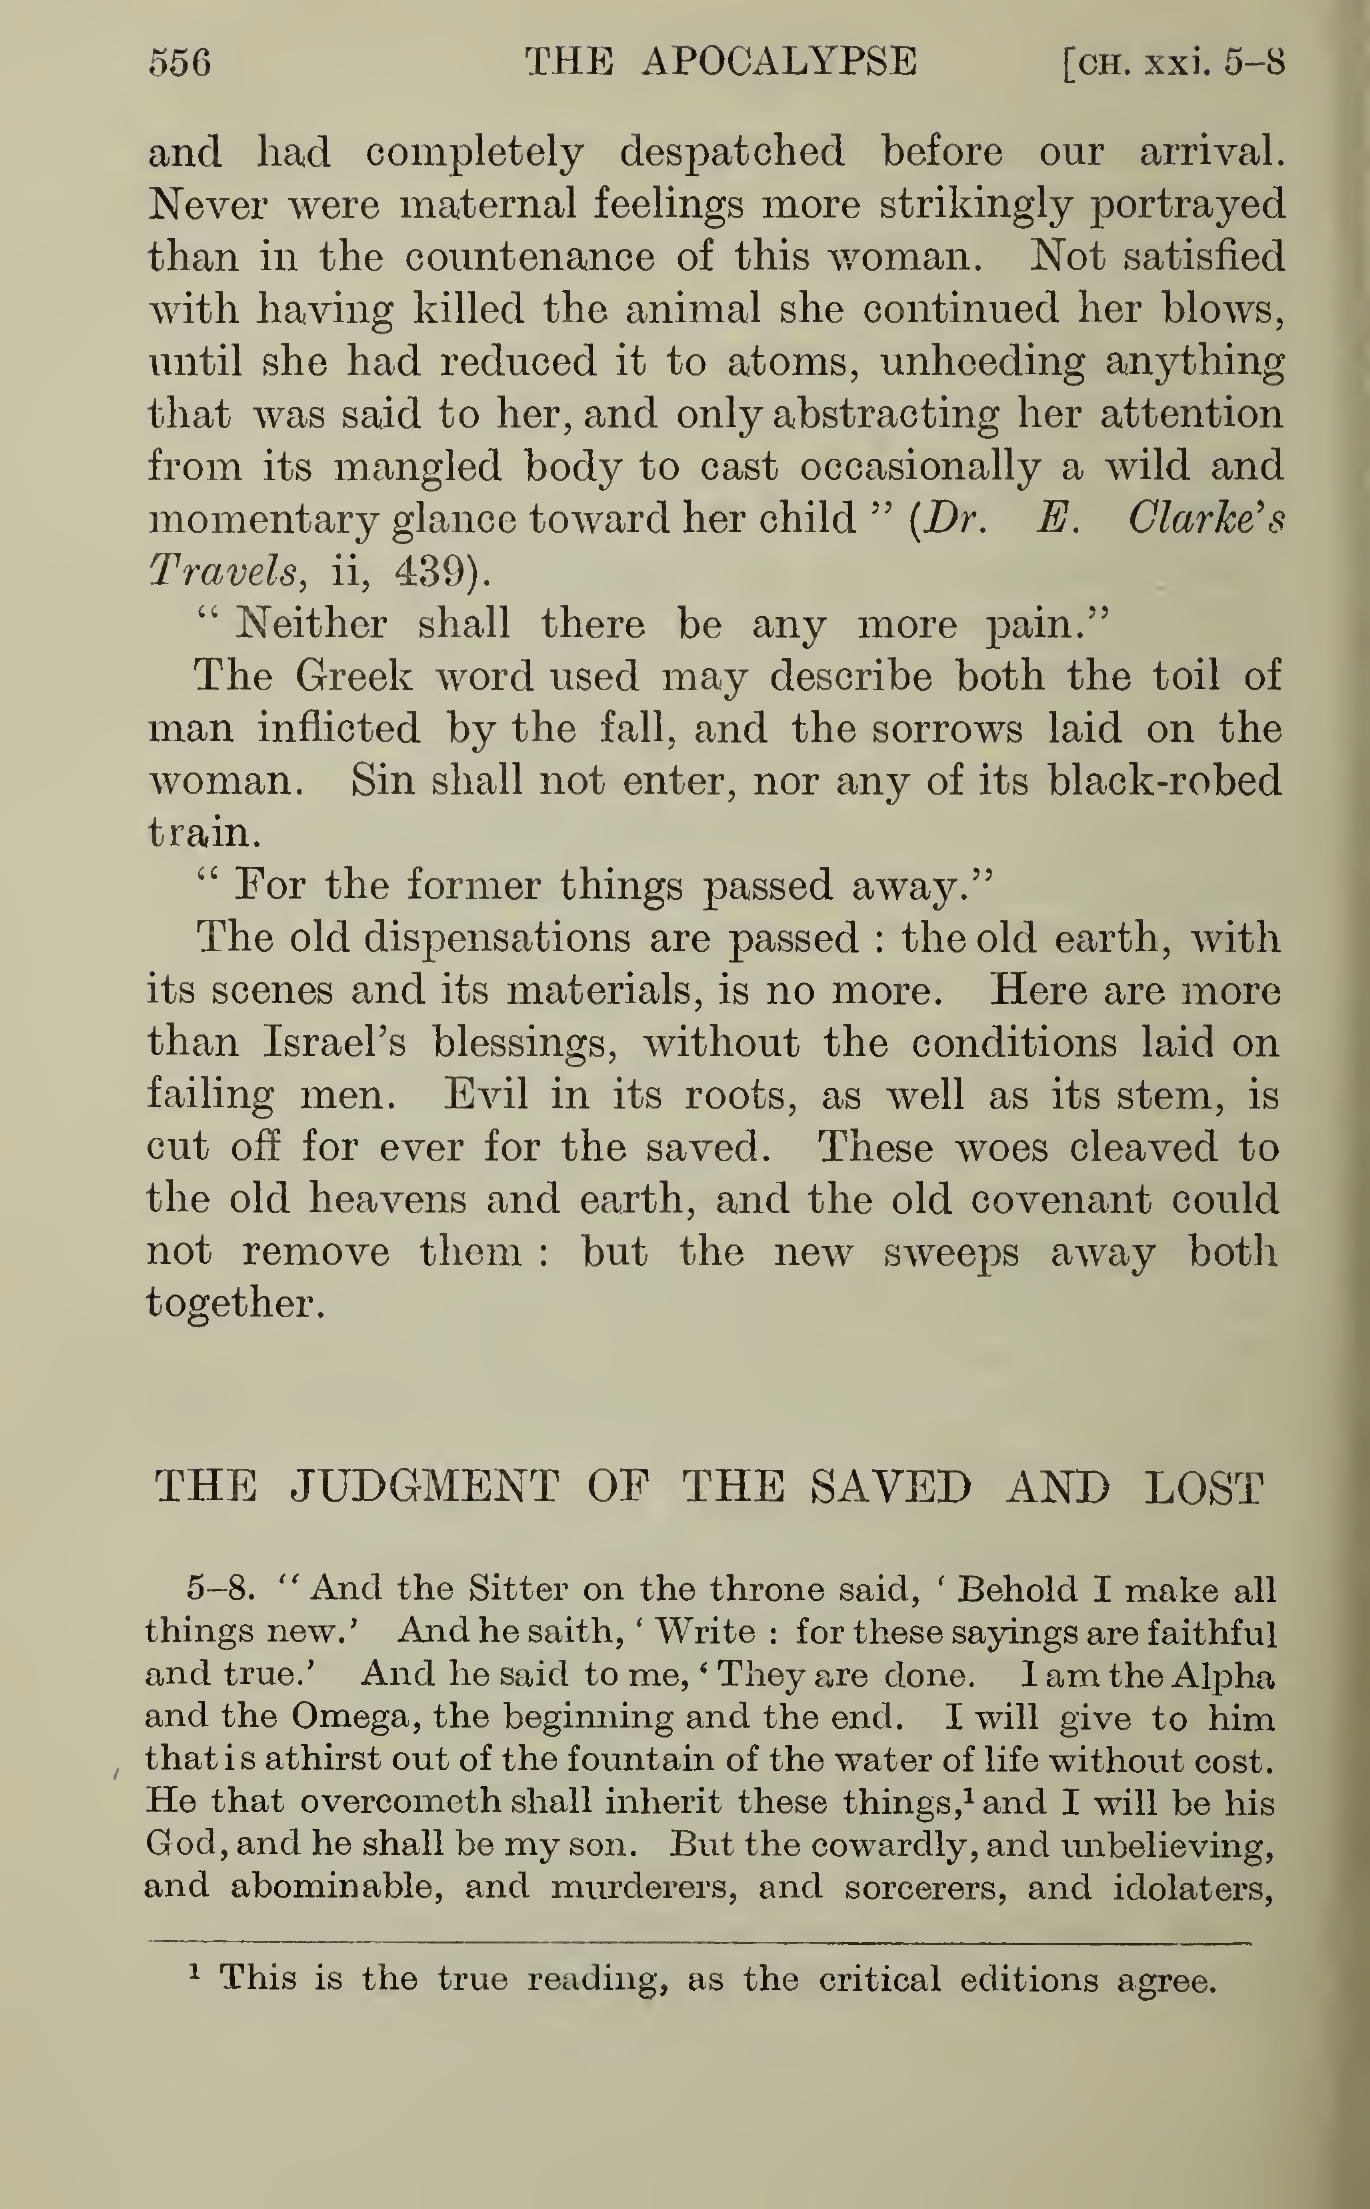 556 THE APOCALYPSE [CH. xxi. 5–8
and had completely despatched before our arrival.
Never were maternal feelings more strikingly portrayed
than in the countenance of this woman. Not satisfied
with having killed the animal she continued her blows,
until she had reduced it to atoms, unheeding anything
that was said to her, and only abstracting her attention
from its mangled body to cast occasionally a wild and
momentary glance toward her child ” (Dr. E. Clarke’s
Travels, ii, 439).
“ Neither shall there be any more pain.”
The Greek word used may describe both the toil of
man inflicted by the fall, and the sorrows laid on the
woman. Sin shall not enter, nor any of its black-robed
train.
“ For the former things passed away.”
The old dispensations are passed : the old earth, with
its scenes and its materials, is no more. Here are more
than Israel’s blessings, without the conditions laid on
failing men. Evil in its roots, as well as its stem, is
cut off for ever for the saved. These woes cleaved to
the old heavens and earth, and the old covenant could
not remove them : but the new sweeps away both
together.
THE JUDGMENT OF THE SAVED AND LOST
5–8. “ And the Sitter on the throne said, ‘ Behold I make all
things new.’ And he saith, ‘ Write : for these sayings are faithful
and true.’ And he said to me, ‘ They are done. I am the Alpha
and the Omega, the beginning and the end. I will give to him
that is athirst out of the fountain of the water of life without cost.
He that overcometh shall inherit these things,¹ and I will be his
God, and he shall be my son. But the cowardly, and unbelieving,
and abominable, and murderers, and sorcerers, and idolaters,
¹ This is the true reading, as the critical editions agree.